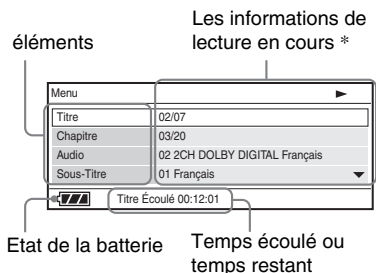 Les informations de
lecture en cours *
éléments
Menu
Titre 02/07
Chapitre 03/20
Audio 02 2CH DOLBY DIGITAL Français
Sous-Titre 01 Français
Titre Écoulé 00:12:01
Etat de la batterie
Temps écoulé ou
temps restant